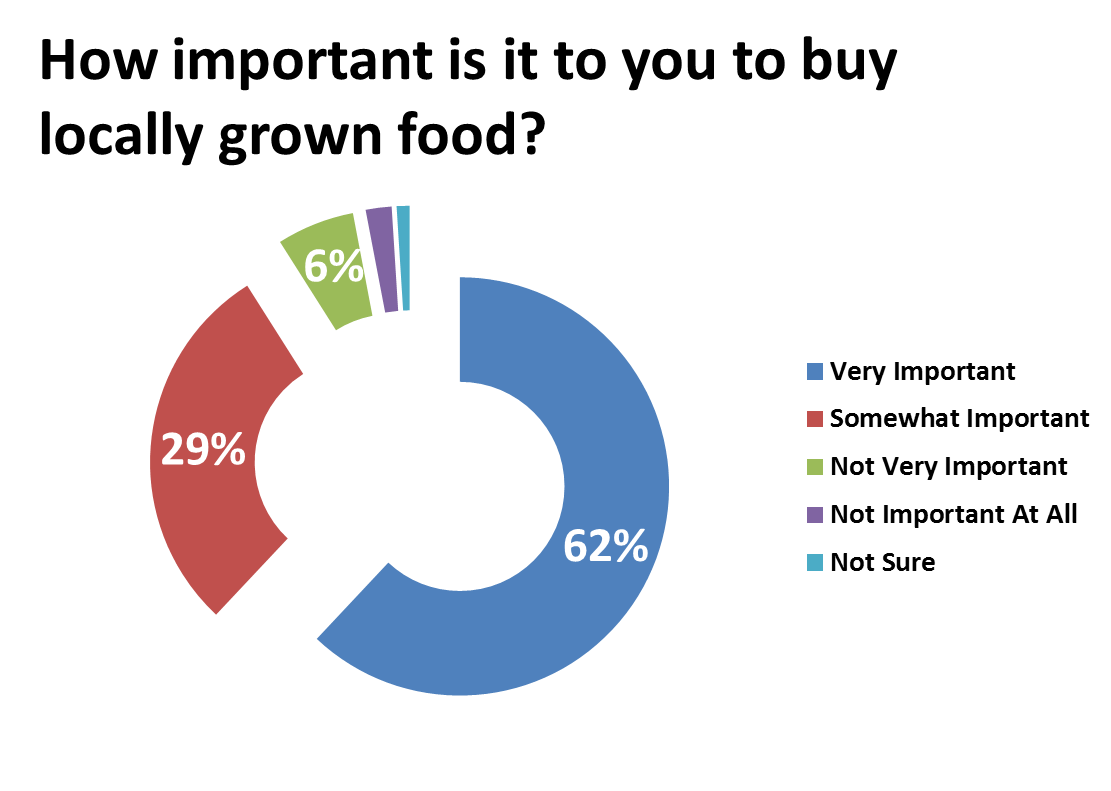 How important is it to you to buy
locally grown food?
6%
29%
62%
Very Important
Somewhat Important
Not Very Important
Not Important At All
Not Sure